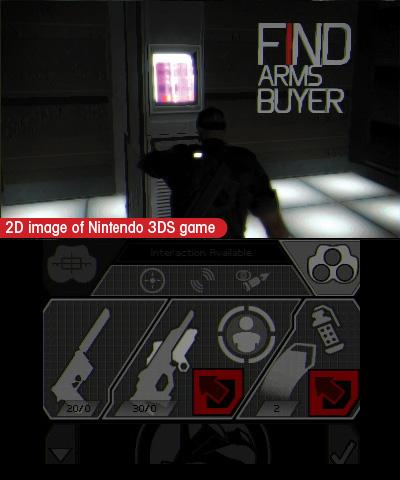 FIND
ARMS
BUYER
2D image of Nintendo 3DS game
Interaction Available
20/0
30/0
2